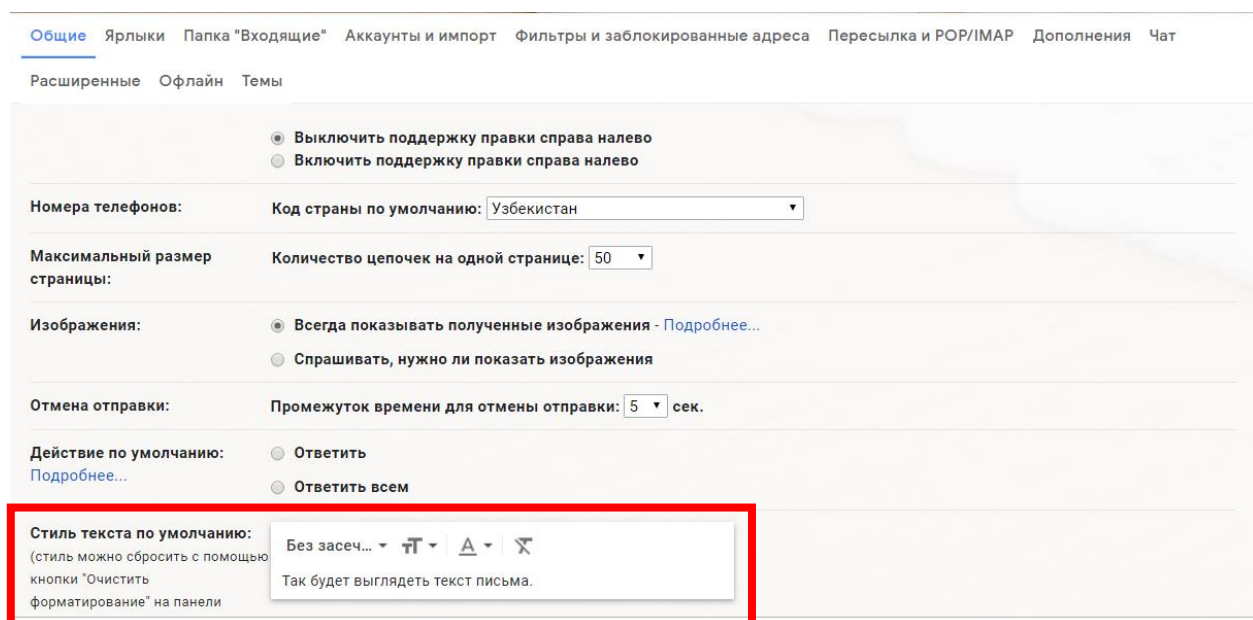 Общие Ярлыки Папка "Входящие" Аккаунты и импорт Фильтры и заблокированные адреса Пересылка и POP/IMAP Дополнения Чат
Расширенные Офлайн Темы
Выключить поддержку правки справа налево
Включить поддержку правки справа налево
Номера телефонов: Код страны по умолчанию: Узбекистан
Максимальный размер страницы: Количество цепочек на одной странице: 50
Изображения: Всегда показывать полученные изображения - Подробнее...
Спрашивать, нужно ли показать изображения
Отмена отправки: Промежуток времени для отмены отправки: 5 сек.
Действие по умолчанию: Ответить
Подробнее...
Ответить всем
Стиль текста по умолчанию:
(стиль можно сбросить с помощью
кнопки "Очистить
форматирование" на панели
Без засеч...
Так будет выглядеть текст письма.